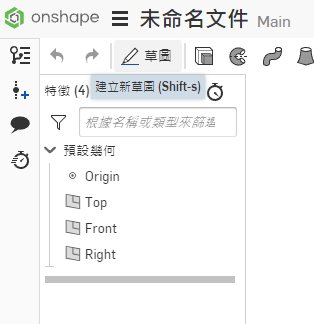 onshape 未命名文件 Main
草圖
特徵 (4)
建立新草圖 (Shift-s)
根據名稱或類型來篩選
預設幾何
Origin
Top
Front
Right